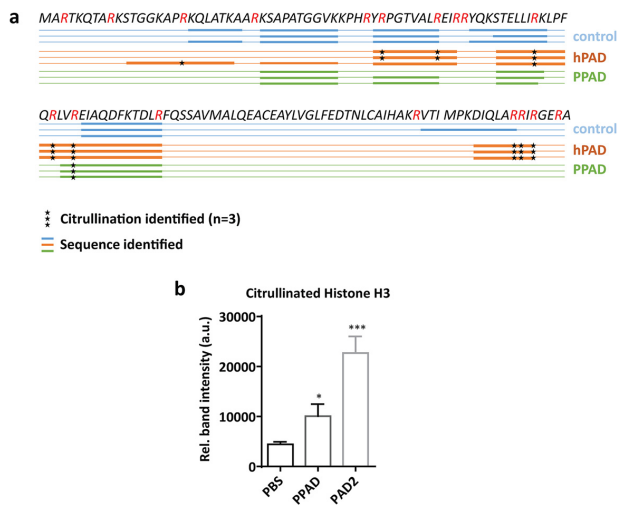 a
MARTKQTARKSTGGKAPRKQLATKAARKSAPATGGVKKPHRYRPGTVALREIRRYQKSTELLIRKLPF
control
hPAD
PPAD
QRLVREIAQDFKTDLRFQSSAVMALQEACEAYLVGLFEDTNLCAIHAKRVTI MPKDIQLARRIRGERA
control
hPAD
PPAD
Citrullination identified (n=3)
Sequence identified
b
Citrullinated Histone H3
Rel. band intensity (a.u.)
30000
20000
10000
0
*
***
PBS
PPAD
PAD2